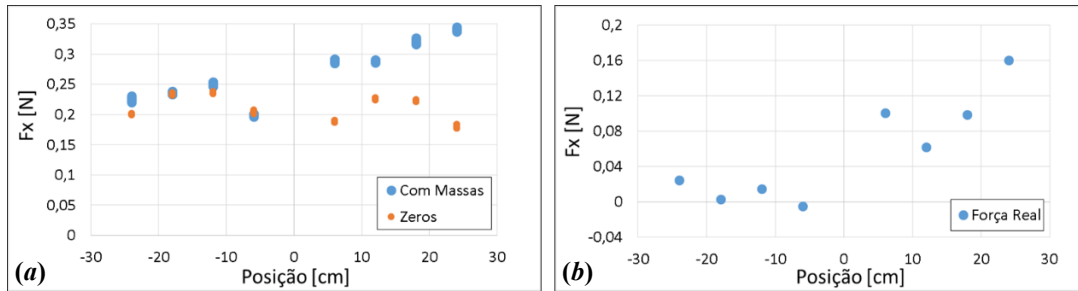 0,35
0,3
0,25
0,2
0,15
0,1
0,05
0
Fx [N]
-30 -20 -10 0 10 20 30
Posição [cm]
Com Massas
Zeros
(a)
0,2
0,16
0,12
0,08
0,04
0
-0,04
Fx [N]
-30 -20 -10 0 10 20 30
Posição [cm]
Força Real
(b)